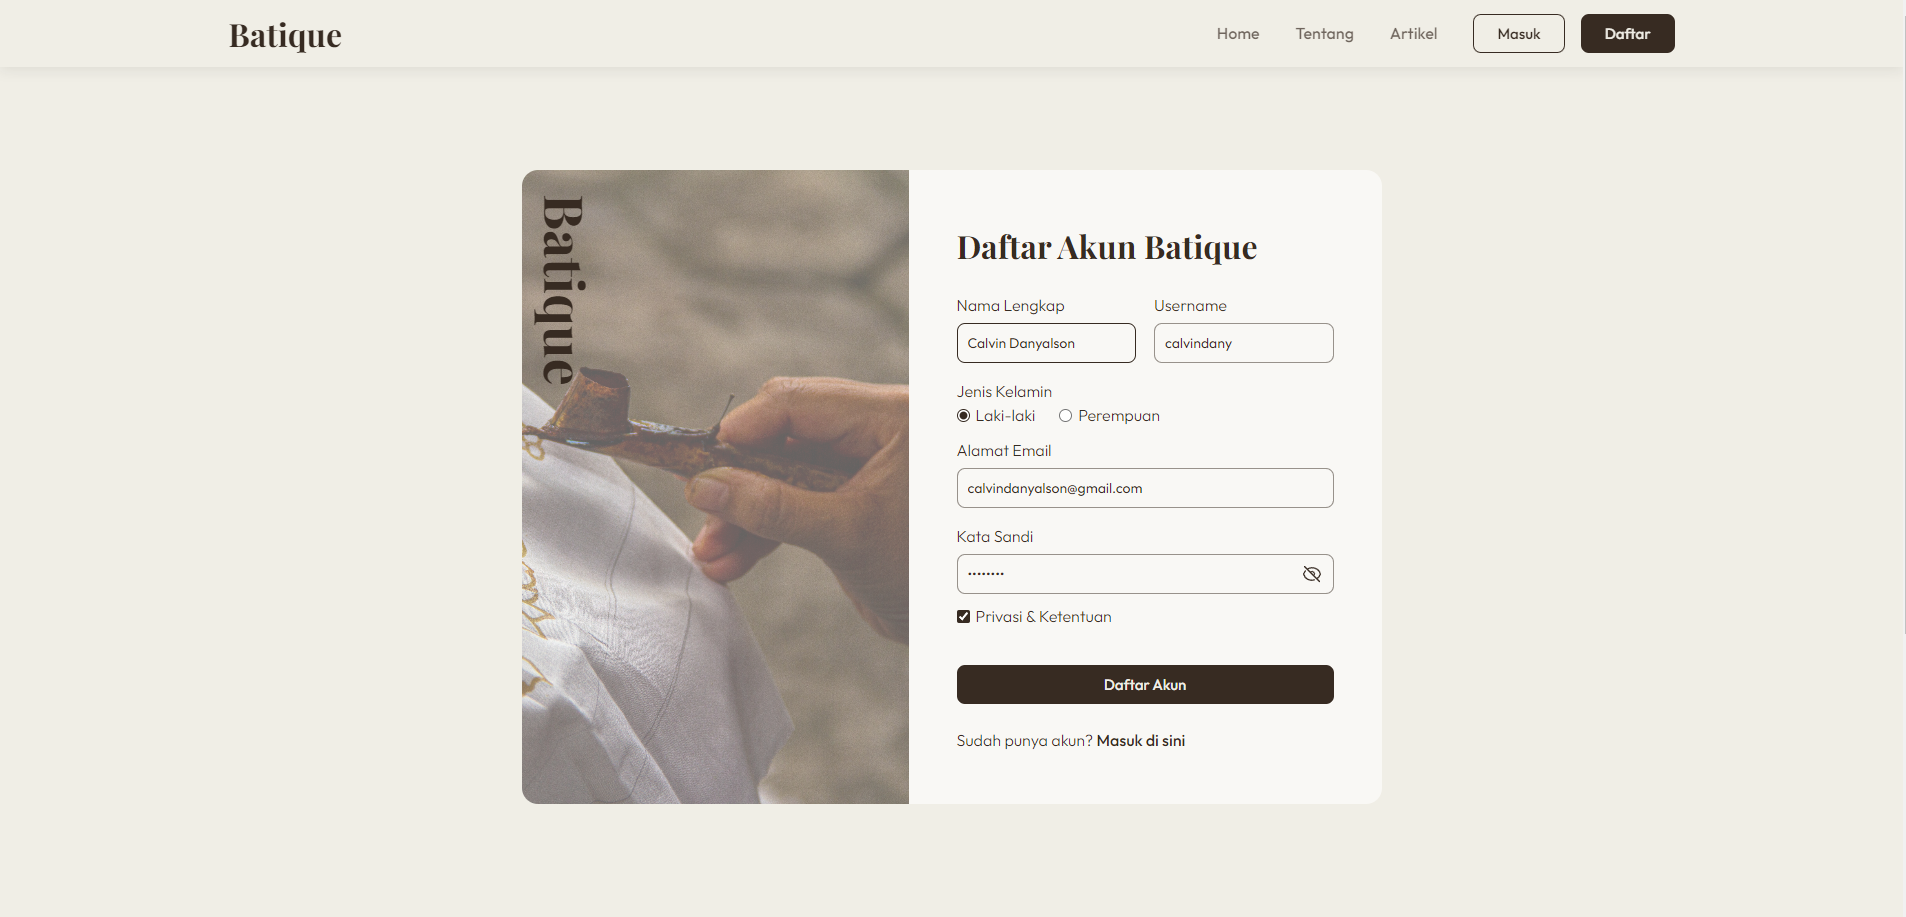 Batique
Home Tentang Artikel Masuk Daftar
Batique
Daftar Akun Batique
Nama Lengkap Username
Calvin Danyalson calvindany
Jenis Kelamin
Laki-laki Perempuan
Alamat Email
calvindanyalson@gmail.com
Kata Sandi
••••••••
Privasi & Ketentuan
Daftar Akun
Sudah punya akun? Masuk di sini